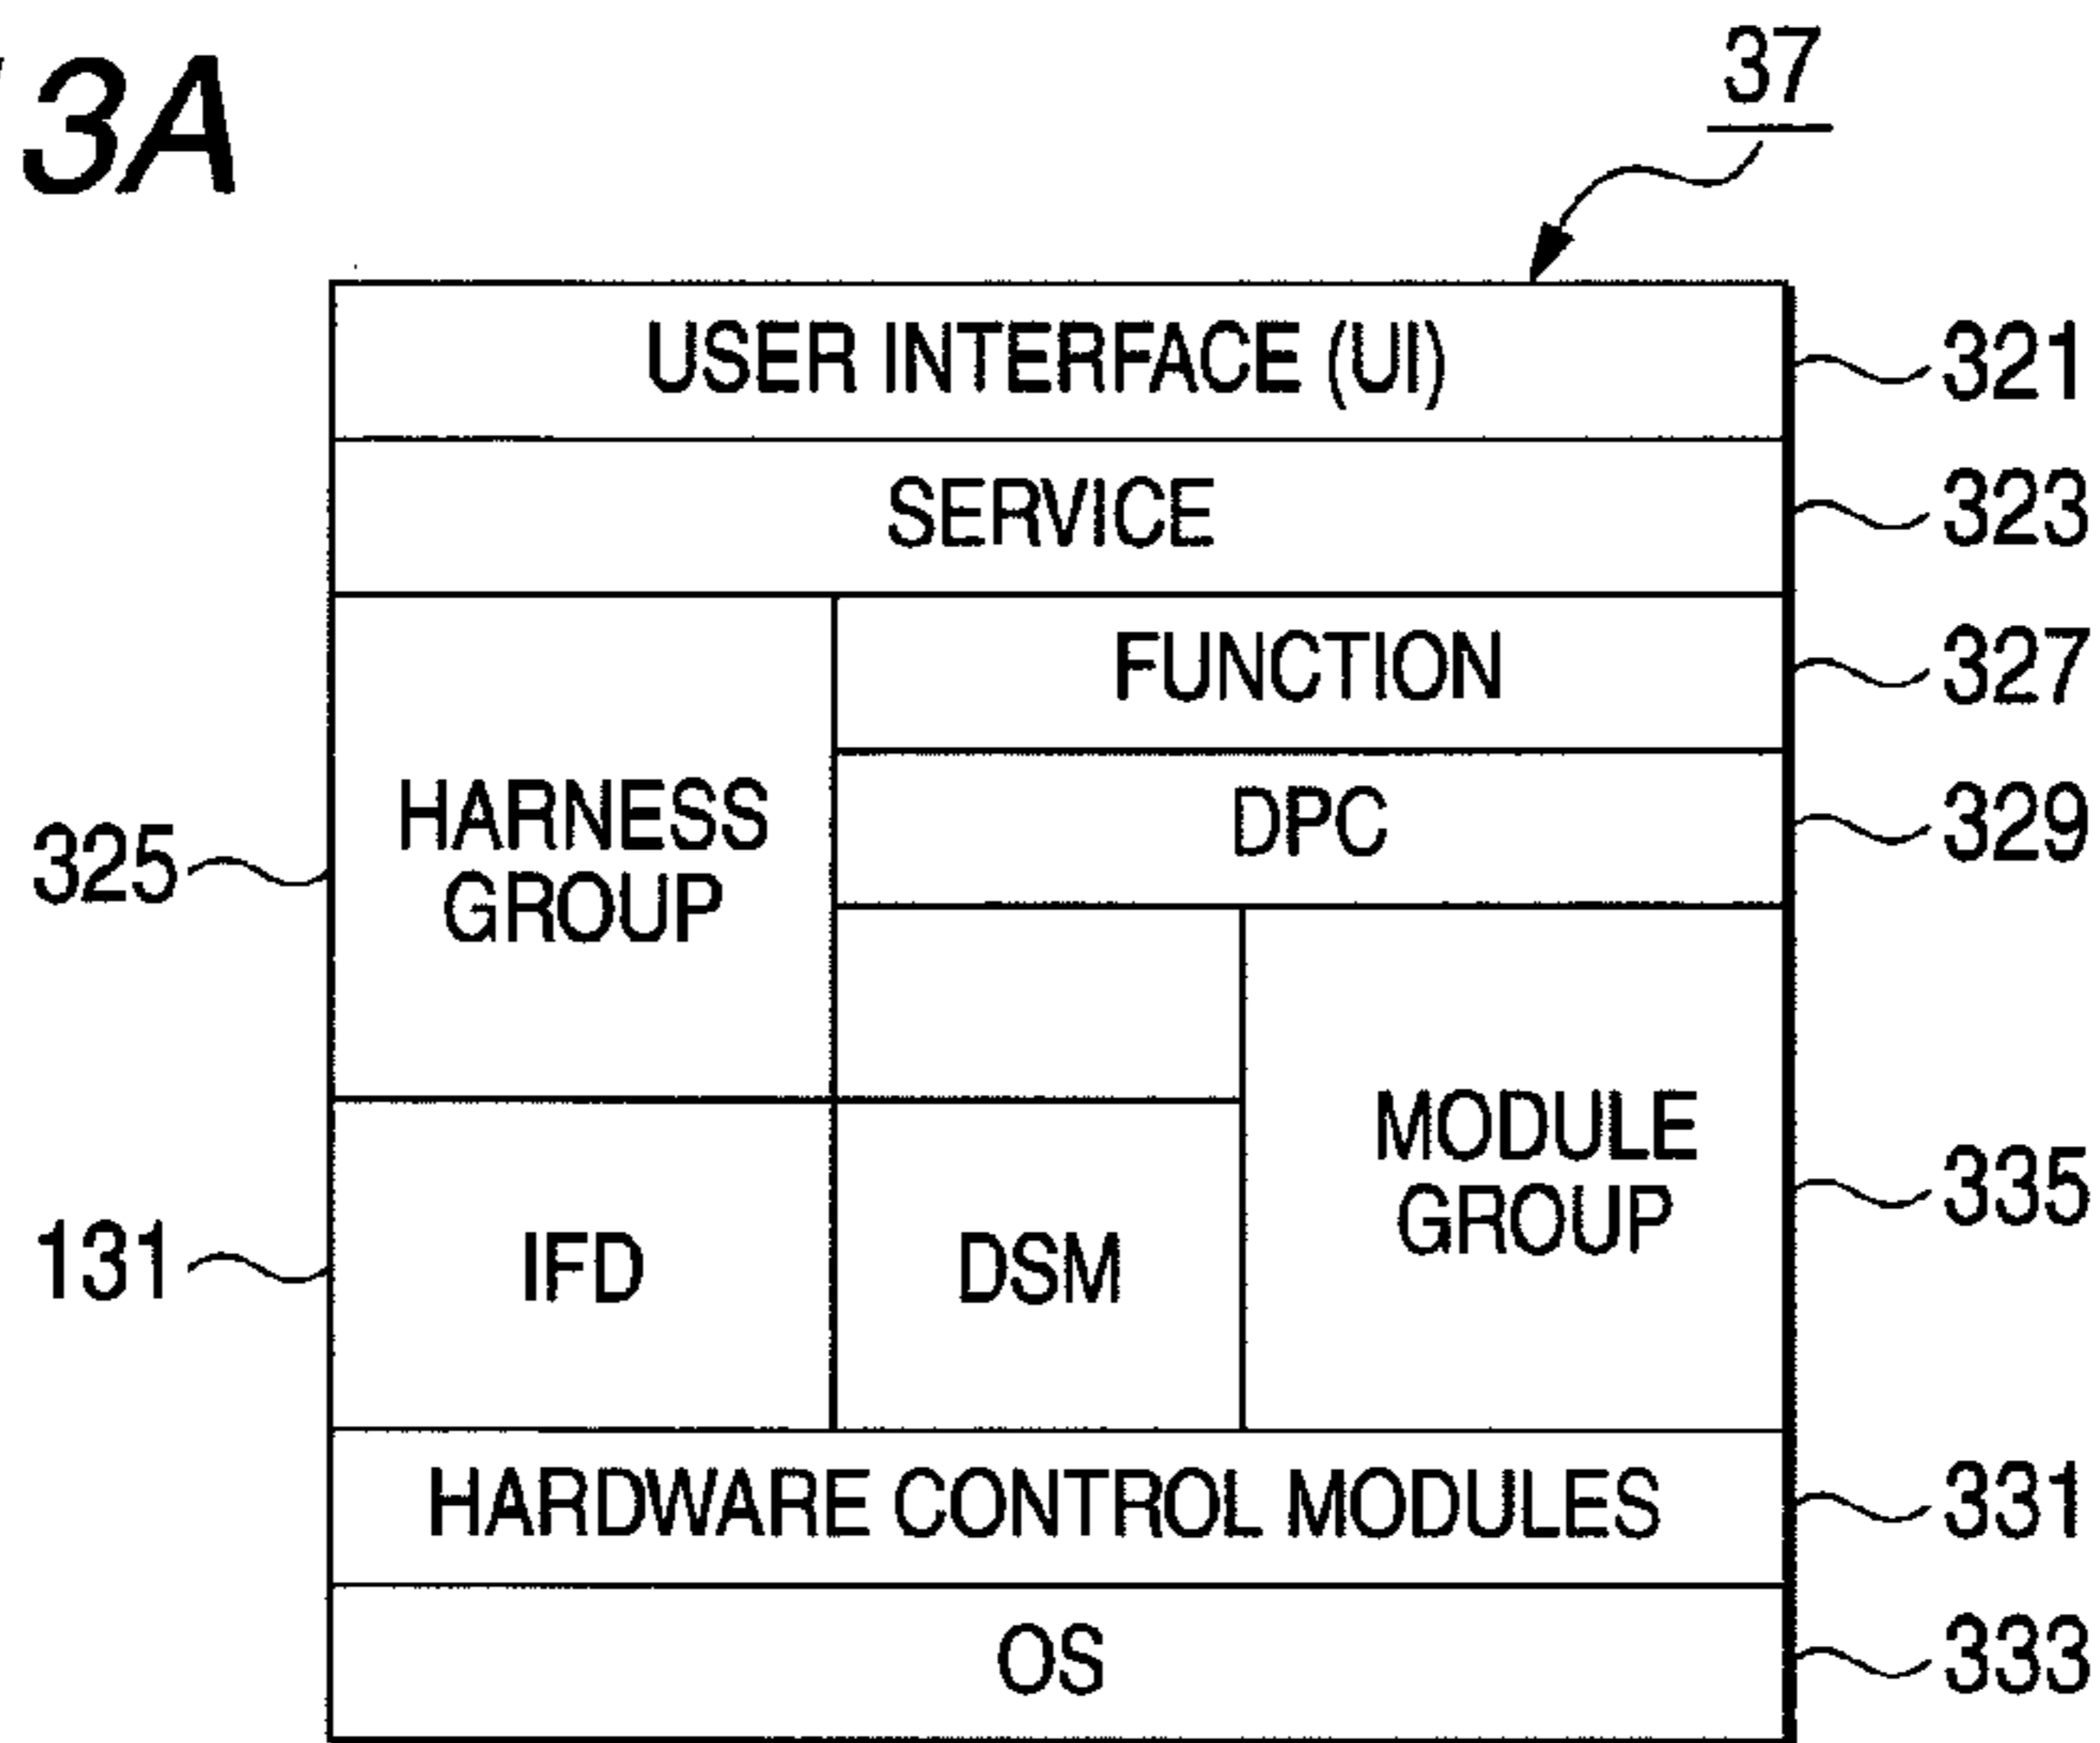 3A
37
USER INTERFACE (UI)
321
SERVICE
323
FUNCTION
327
HARNESS
GROUP
325
DPC
329
MODULE
GROUP
335
131
IFD
DSM
HARDWARE CONTROL MODULES
331
OS
333